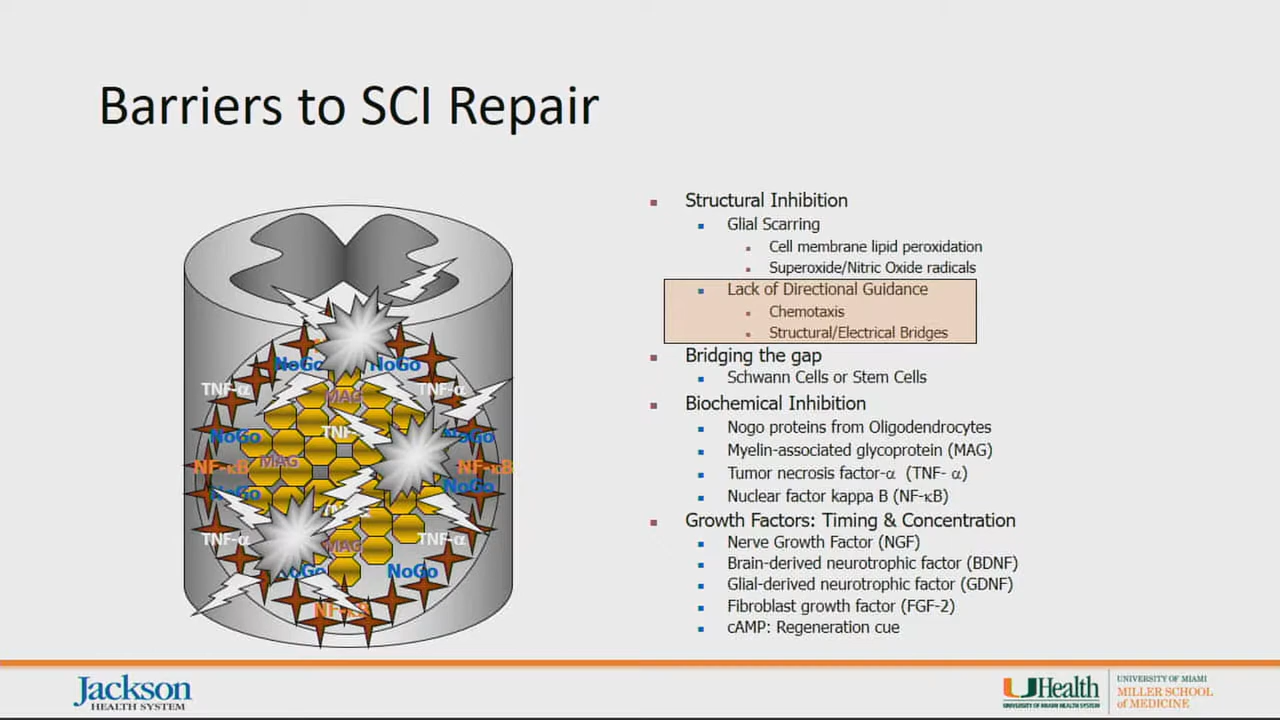 Barriers to SCI Repair
Structural Inhibition
Glial Scarring
Cell membrane lipid peroxidation
Superoxide/Nitric Oxide radicals
Lack of Directional Guidance
Chemotaxis
Structural/Electrical Bridges
Bridging the gap
Schwann Cells or Stem Cells
Biochemical Inhibition
Nogo proteins from Oligodendrocytes
Myelin-associated glycoprotein (MAG)
Tumor necrosis factor-α (TNF- α)
Nuclear factor kappa B (NF-κB)
Growth Factors: Timing & Concentration
Nerve Growth Factor (NGF)
Brain-derived neurotrophic factor (BDNF)
Glial-derived neurotrophic factor (GDNF)
Fibroblast growth factor (FGF-2)
cAMP: Regeneration cue
NoGo NoGo
TNF-α MAG TNF-α
NoGo TNF- NoGo
NF-κB MAG NF-κB
NoGo NoGo
TNF-α MAG TNF-α
NoGo NoGo
NF-κB
Jackson
HEALTH SYSTEM
UHealth
UNIVERSITY OF MIAMI HEALTH SYSTEM
UNIVERSITY OF MIAMI
MILLER SCHOOL
of MEDICINE